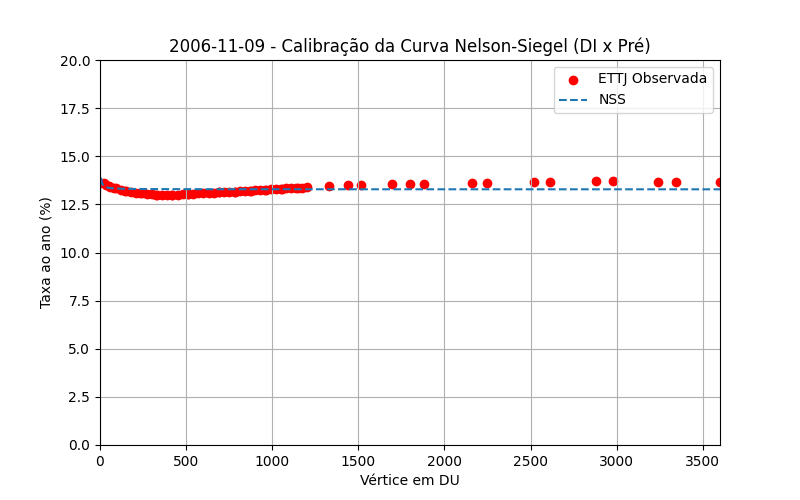 2006-11-09 - Calibração da Curva Nelson-Siegel (DI x Pré)
ETTJ Observada
NSS
Taxa ao ano (%)
20.0
17.5
15.0
12.5
10.0
7.5
5.0
2.5
0.0
0 500 1000 1500 2000 2500 3000 3500
Vértice em DU